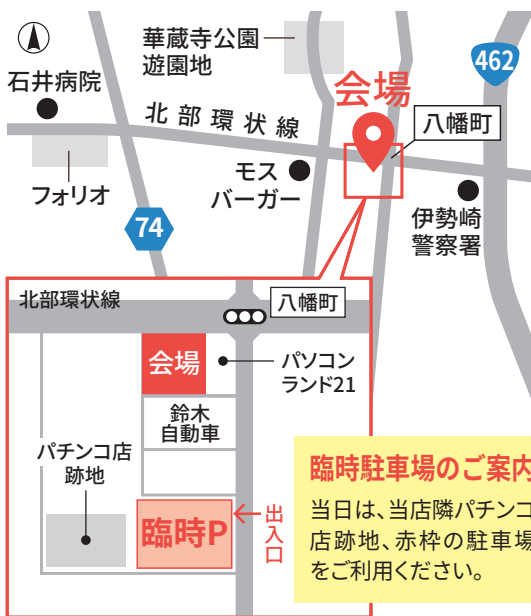 華蔵寺公園
遊園地
462
石井病院
会場
北部環状線
八幡町
モス
バーガー
フォリオ
伊勢崎
警察署
74
北部環状線
八幡町
会場
パソコン
ランド21
鈴木
自動車
パチンコ店
跡地
臨時P
出入口
臨時駐車場のご案内
当日は、当店隣パチンコ
店跡地、赤枠の駐車場
をご利用ください。